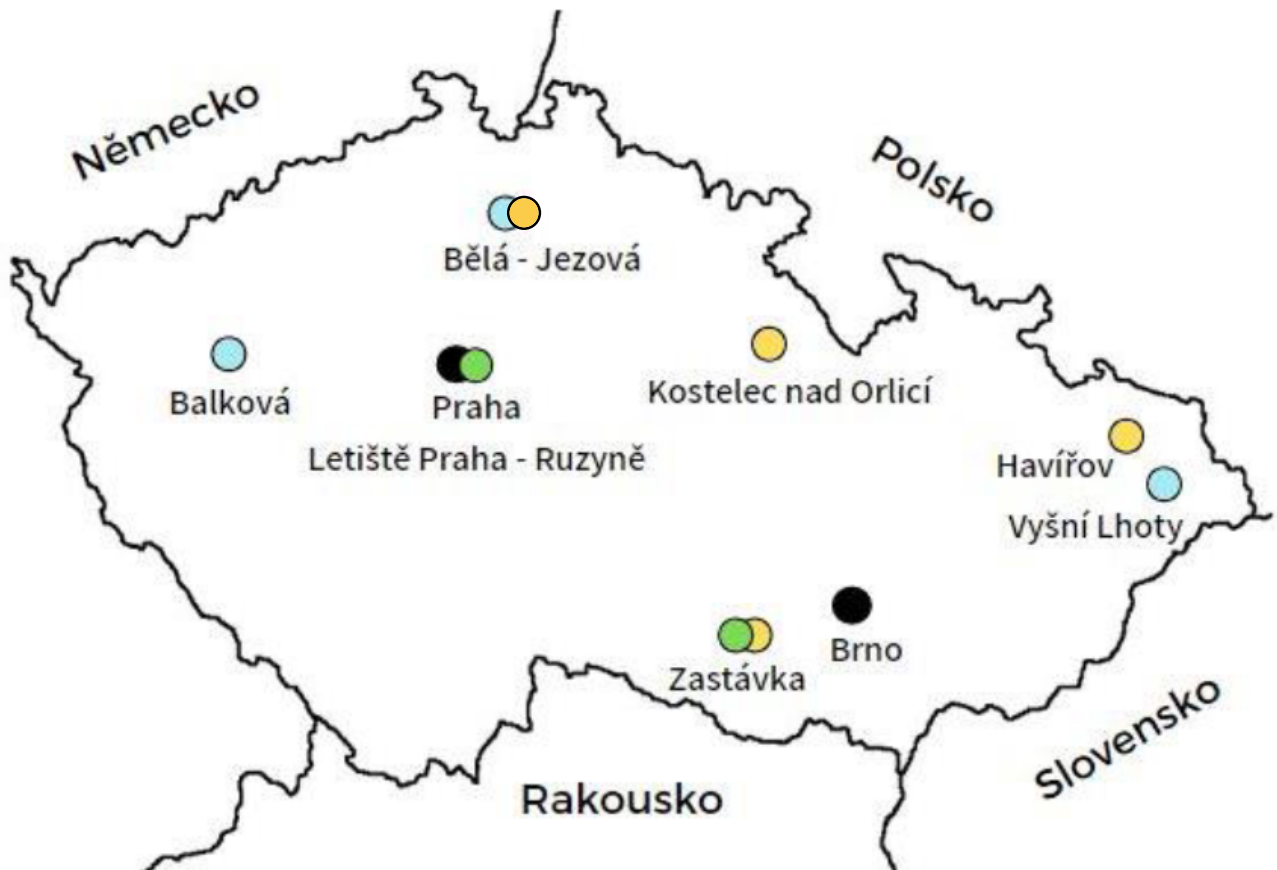 Německo
Polsko
Bělá - Jezová
Balková
Praha
Letiště Praha - Ruzyně
Kostelec nad Orlicí
Havířov
Vyšní Lhoty
Brno
Zastávka
Slovensko
Rakousko